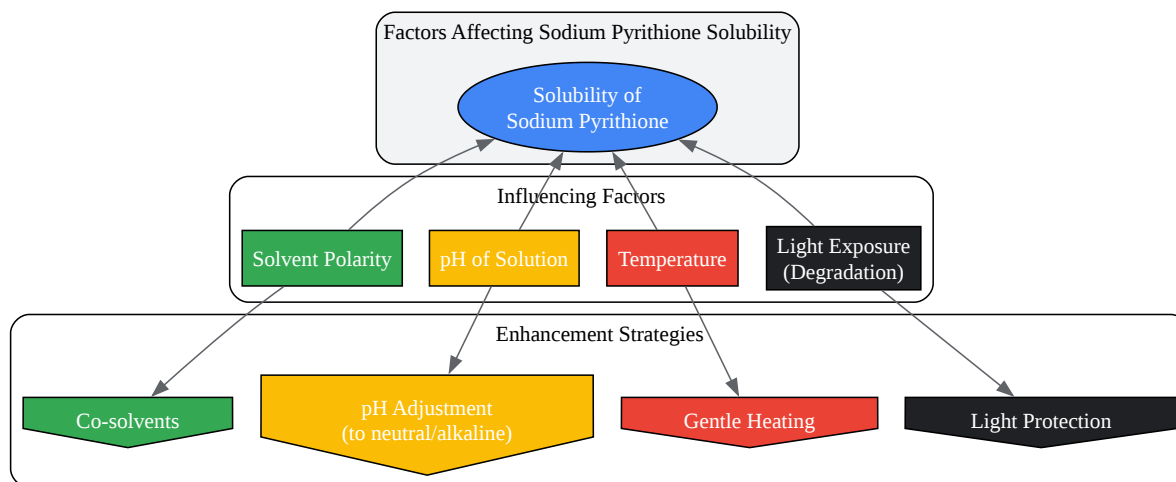 Factors Affecting Sodium Pyrithione Solubility
Solubility of
Sodium Pyrithione
Influencing Factors
Solvent Polarity
pH of Solution
Temperature
Light Exposure
(Degradation)
Enhancement Strategies
Co-solvents
pH Adjustment
(to neutral/alkaline)
Gentle Heating
Light Protection